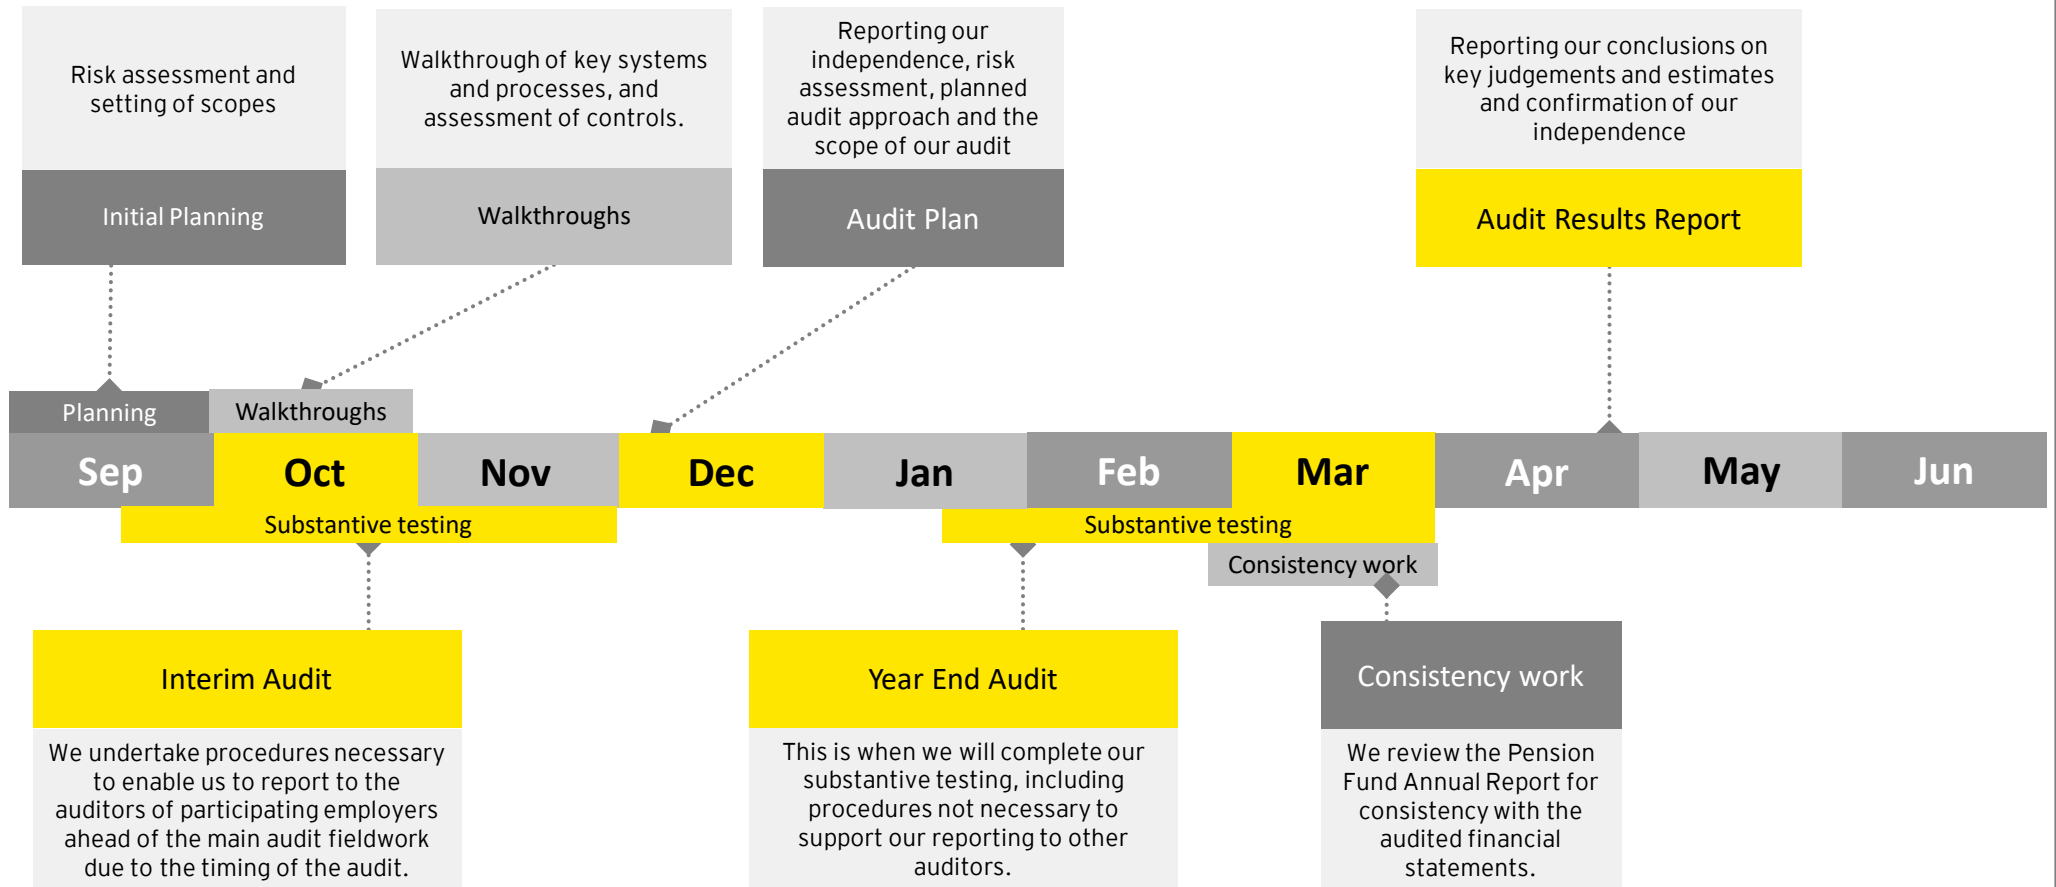 Risk assessment and
setting of scopes
Initial Planning
Walkthrough of key systems
and processes, and
assessment of controls.
Walkthroughs
Reporting our
independence, risk
assessment, planned
audit approach and the
scope of our audit
Audit Plan
Reporting our conclusions on
key judgements and estimates
and confirmation of our
independence
Audit Results Report
Planning
Walkthroughs
Sep
Oct
Nov
Dec
Jan
Feb
Mar
Apr
May
Jun
Substantive testing
Substantive testing
Consistency work
Interim Audit
We undertake procedures necessary
to enable us to report to the
auditors of participating employers
ahead of the main audit fieldwork
due to the timing of the audit.
Year End Audit
This is when we will complete our
substantive testing, including
procedures not necessary to
support our reporting to other
auditors.
Consistency work
We review the Pension
Fund Annual Report for
consistency with the
audited financial
statements.